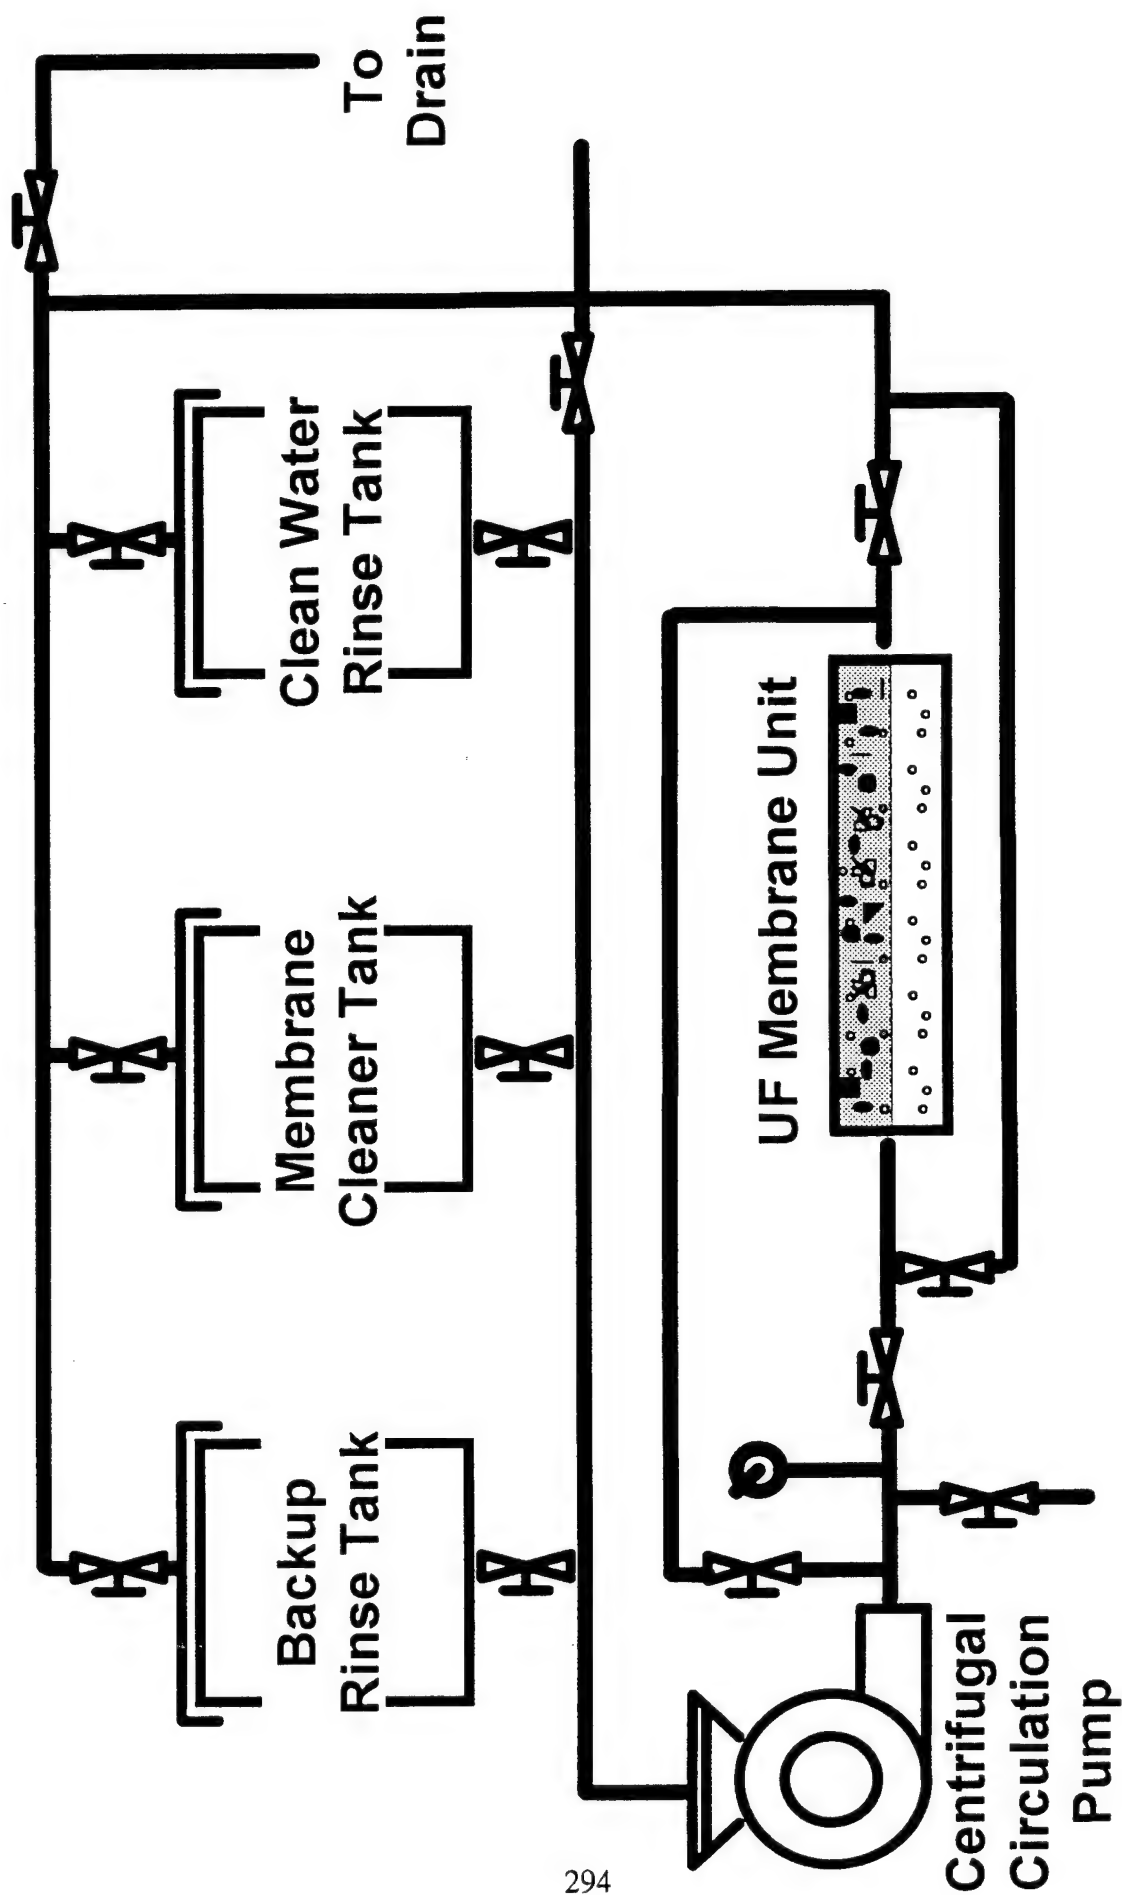 Backup
Rinse Tank
Membrane
Cleaner Tank
Clean Water
Rinse Tank
To
Drain
UF Membrane Unit
Centrifugal
Circulation
Pump
294